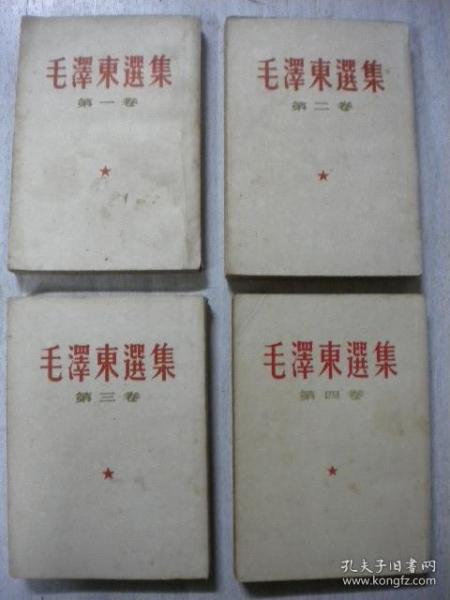 毛澤東選集
第一卷
毛澤東選集
第二卷
毛澤東選集
第三卷
毛澤東選集
第四卷
孔夫子旧书网
www.kongfz.com